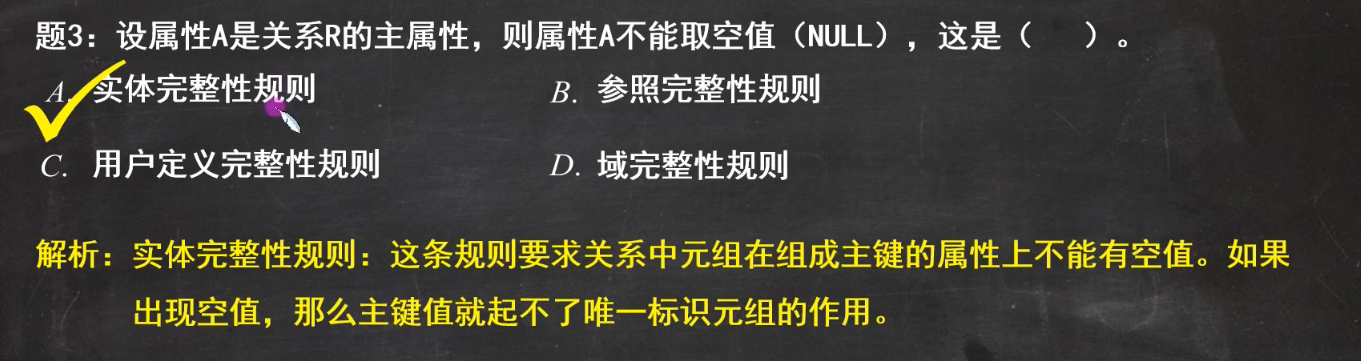 题3：设属性A是关系R的主属性，则属性A不能取空值（NULL），这是（ ）。
A. 实体完整性规则 B. 参照完整性规则
C. 用户定义完整性规则 D. 域完整性规则
解析：实体完整性规则：这条规则要求关系中元组在组成主键的属性上不能有空值。如果
出现空值，那么主键值就起不了唯一标识元组的作用。